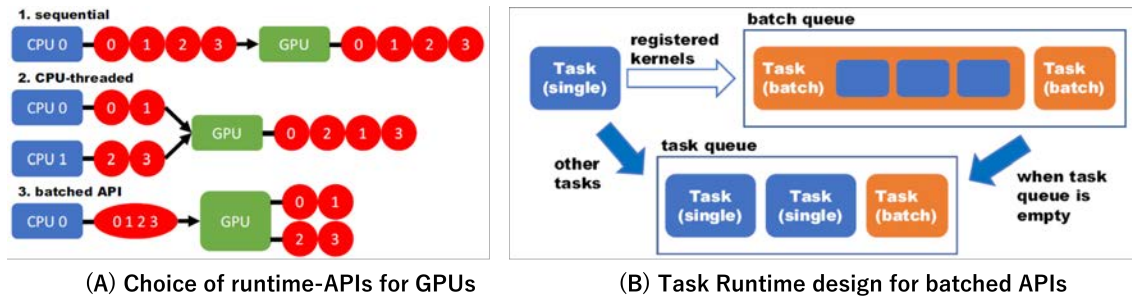 1. sequential
CPU 0 0 1 2 3 GPU 0 1 2 3
2. CPU-threaded
CPU 0 0 1
GPU 0 2 1 3
CPU 1 2 3
3. batched API
CPU 0 0 1 2 3 GPU 0 1
2 3
(A) Choice of runtime-APIs for GPUs
batch queue
registered
kernels
Task
(single)
Task
(batch)
Task
(batch)
other
tasks
task queue
when task
queue is
empty
Task
(single)
Task
(single)
Task
(batch)
(B) Task Runtime design for batched APIs